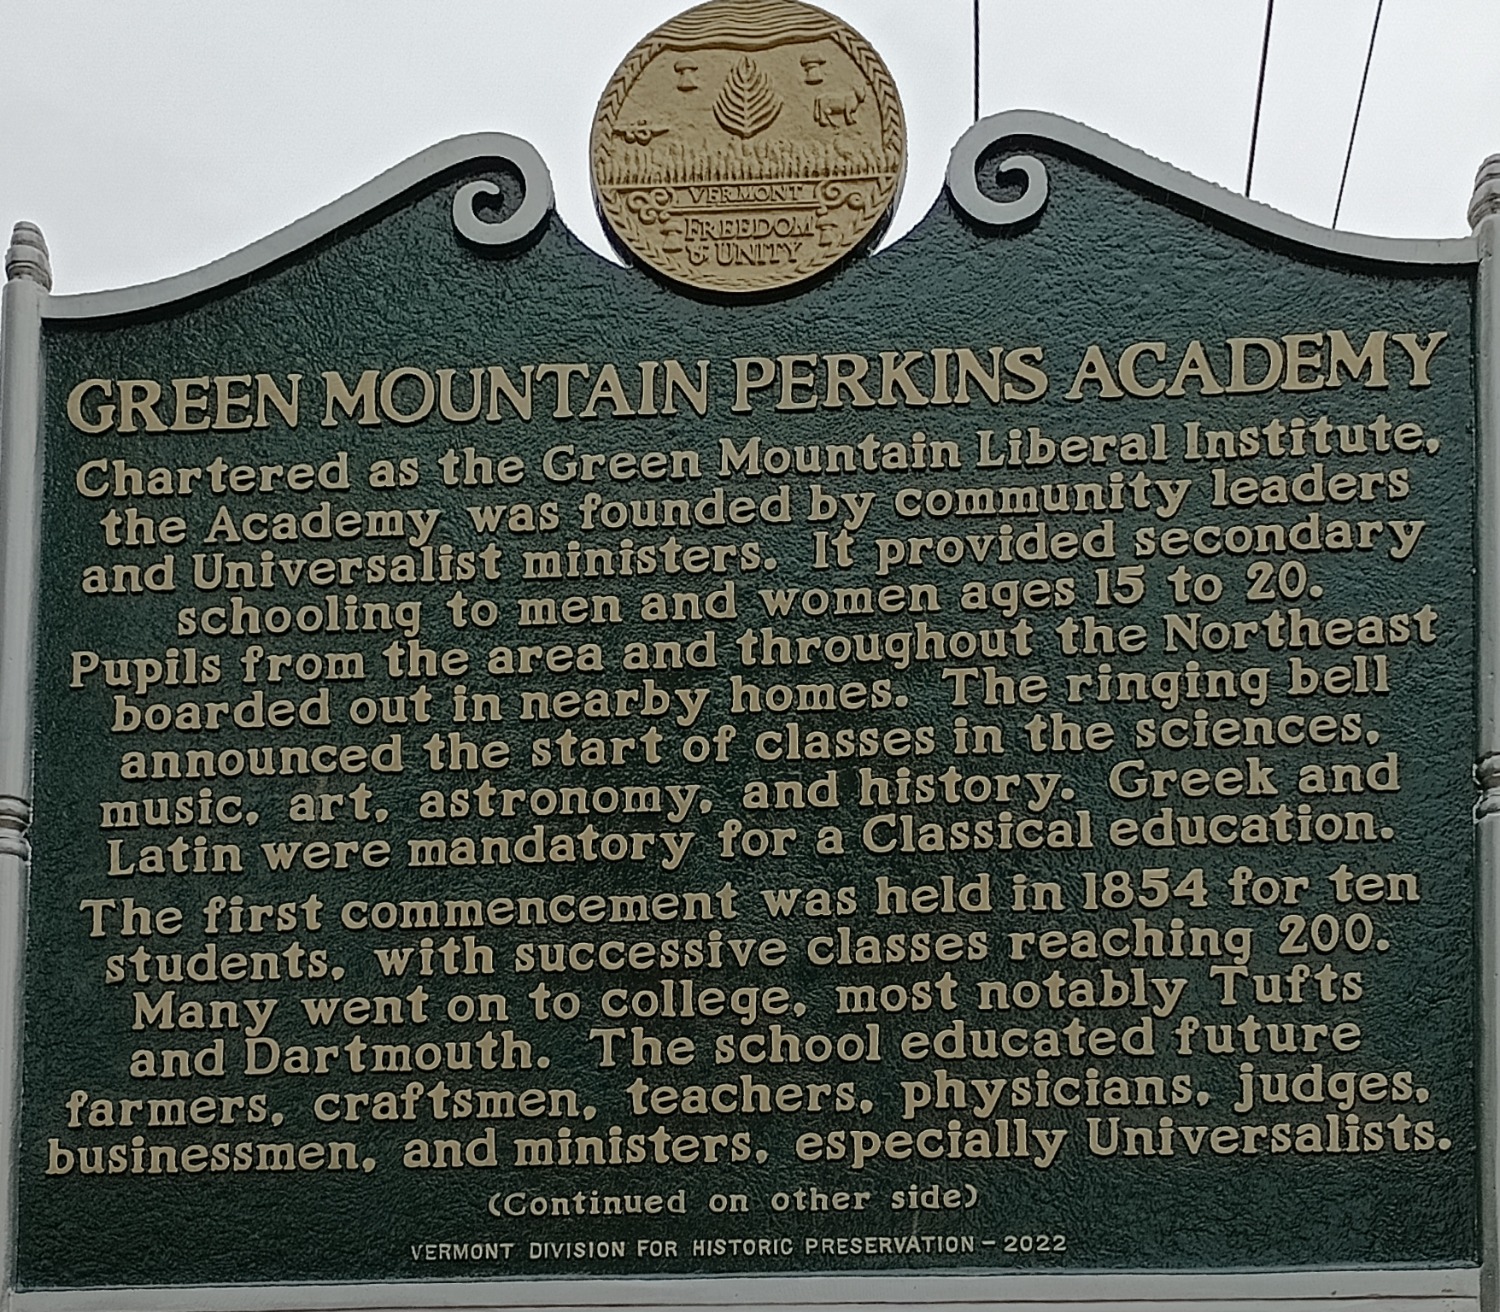 VERMONT
FREEDOM
& UNITY
GREEN MOUNTAIN PERKINS ACADEMY
Chartered as the Green Mountain Liberal Institute,
the Academy was founded by community leaders
and Universalist ministers. It provided secondary
schooling to men and women ages 15 to 20.
Pupils from the area and throughout the Northeast
boarded out in nearby homes. The ringing bell
announced the start of classes in the sciences,
music, art, astronomy, and history. Greek and
Latin were mandatory for a Classical education.
The first commencement was held in 1854 for ten
students, with successive classes reaching 200.
Many went on to college, most notably Tufts
and Dartmouth. The school educated future
farmers, craftsmen, teachers, physicians, judges,
businessmen, and ministers, especially Universalists.
(Continued on other side)
VERMONT DIVISION FOR HISTORIC PRESERVATION – 2022